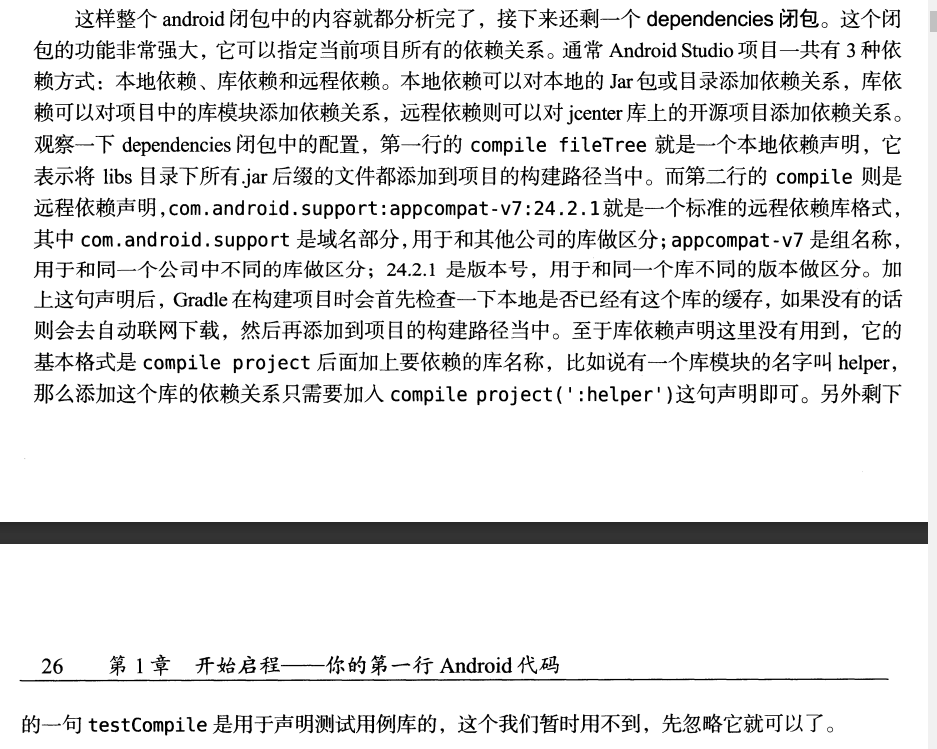 这样整个 android 闭包中的内容就都分析完了，接下来还剩一个 dependencies 闭包。这个闭
包的功能非常强大，它可以指定当前项目所有的依赖关系。通常 Android Studio 项目一共有 3 种依
赖方式：本地依赖、库依赖和远程依赖。本地依赖可以对本地的 Jar 包或目录添加依赖关系，库依
赖可以对项目中的库模块添加依赖关系，远程依赖则可以对 jcenter 库上的开源项目添加依赖关系。
观察一下 dependencies 闭包中的配置，第一行的 compile fileTree 就是一个本地依赖声明，它
表示将 libs 目录下所有.jar 后缀的文件都添加到项目的构建路径当中。而第二行的 compile 则是
远程依赖声明，com.android.support:appcompat-v7:24.2.1就是一个标准的远程依赖库格式，
其中 com.android.support 是域名部分，用于和其他公司的库做区分；appcompat-v7 是组名称，
用于和同一个公司中不同的库做区分；24.2.1 是版本号，用于和同一个库不同的版本做区分。加
上这句声明后，Gradle 在构建项目时会首先检查一下本地是否已经有这个库的缓存，如果没有的话
则会去自动联网下载，然后再添加到项目的构建路径当中。至于库依赖声明这里没有用到，它的
基本格式是 compile project 后面加上要依赖的库名称，比如说有一个库模块的名字叫 helper，
那么添加这个库的依赖关系只需要加入 compile project(':helper')这句声明即可。另外剩下
26 第 1 章 开始启程——你的第一行 Android 代码
的一句 testCompile 是用于声明测试用例库的，这个我们暂时用不到，先忽略它就可以了。